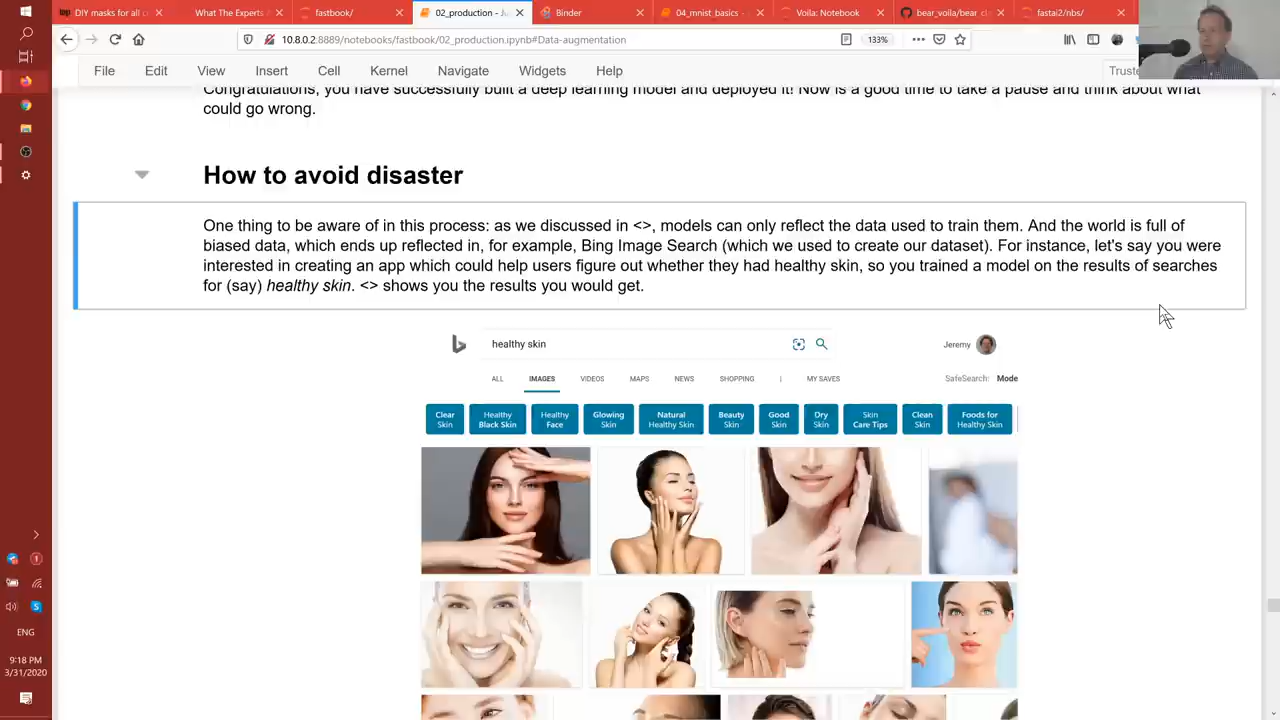 DIY masks for all c
What The Experts A
fastbook/
02_production - Ju
Binder
04_mnist_basics -
Voila: Notebook
bear_voila/bear_cl
fastai2/nbs/
10.8.0.2:8889/notebooks/fastbook/02_production.ipynb#Data-augmentation
133%
File Edit View Insert Cell Kernel Navigate Widgets Help
Truste
Congratulations, you have successfully built a deep learning model and deployed it! Now is a good time to take a pause and think about what
could go wrong.
How to avoid disaster
One thing to be aware of in this process: as we discussed in <>, models can only reflect the data used to train them. And the world is full of
biased data, which ends up reflected in, for example, Bing Image Search (which we used to create our dataset). For instance, let's say you were
interested in creating an app which could help users figure out whether they had healthy skin, so you trained a model on the results of searches
for (say) healthy skin. <> shows you the results you would get.
healthy skin
Jeremy
ALL IMAGES VIDEOS MAPS NEWS SHOPPING | MY SAVES
SafeSearch: Mode
Clear
Skin
Healthy
Black Skin
Healthy
Face
Glowing
Skin
Natural
Healthy Skin
Beauty
Skin
Good
Skin
Dry
Skin
Skin
Care Tips
Clean
Skin
Foods for
Healthy Skin
ENG
9:18 PM
3/31/2020